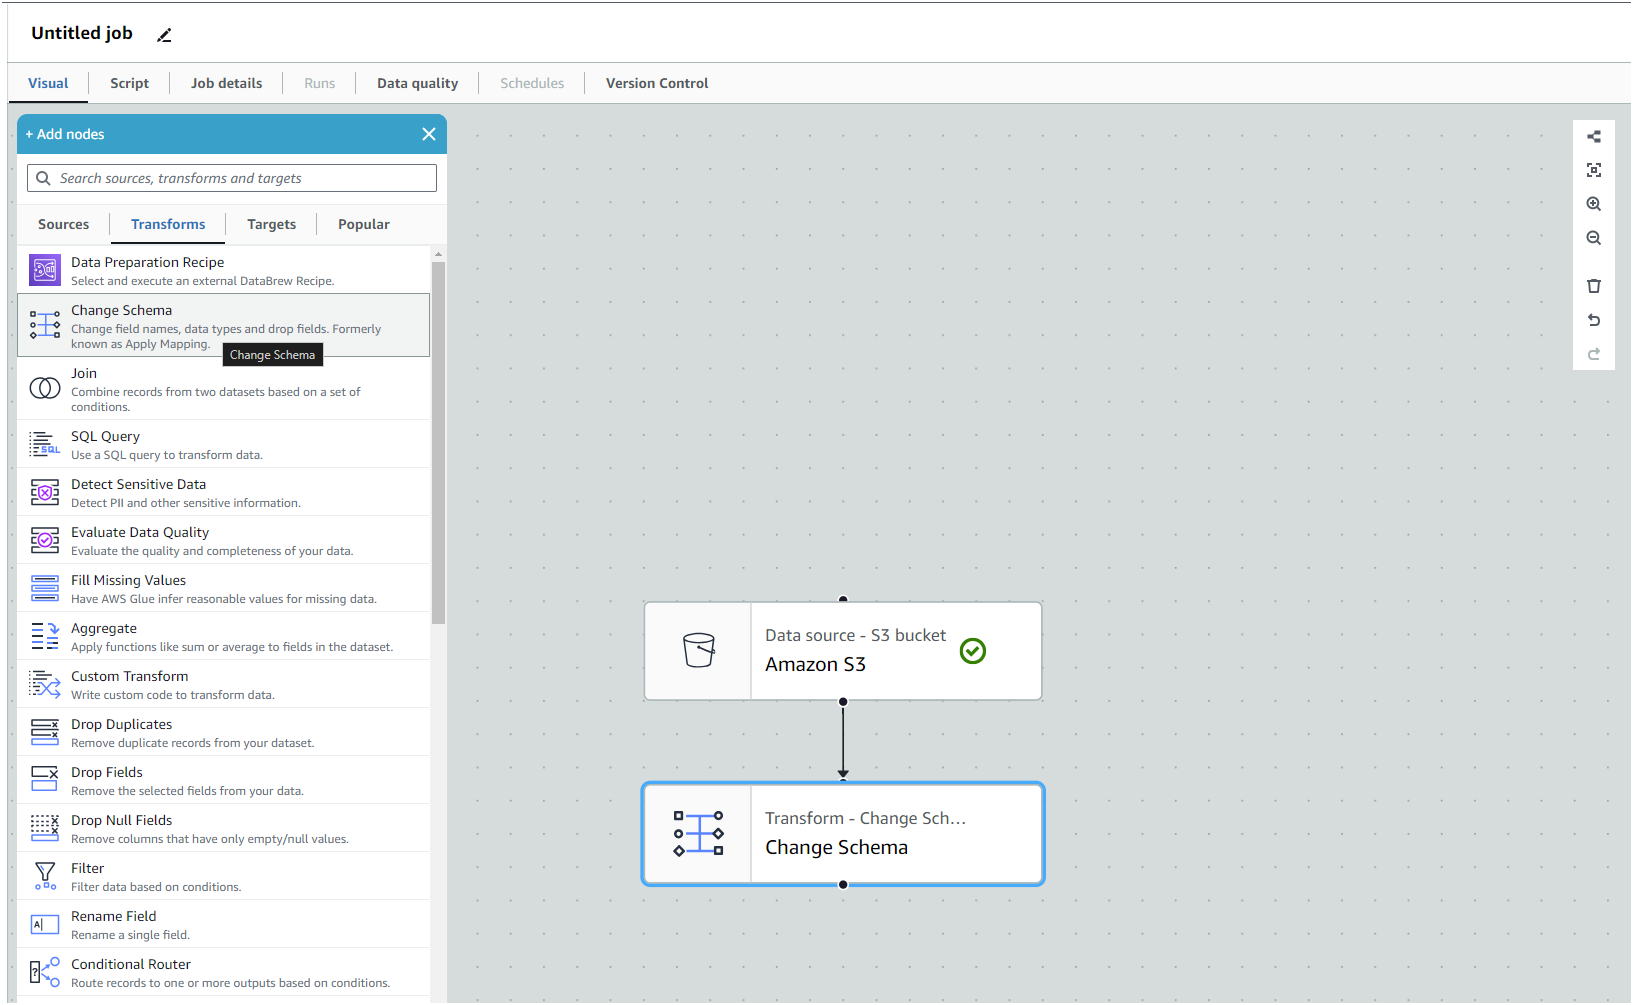 Untitled job
Visual
Script
Job details
Runs
Data quality
Schedules
Version Control
+ Add nodes
Search sources, transforms and targets
Sources
Transforms
Targets
Popular
Data Preparation Recipe
Select and execute an external DataBrew Recipe.
Change Schema
Change field names, data types and drop fields. Formerly
known as Apply Mapping.
Change Schema
Join
Combine records from two datasets based on a set of
conditions.
SQL Query
Use a SQL query to transform data.
Detect Sensitive Data
Detect PII and other sensitive information.
Evaluate Data Quality
Evaluate the quality and completeness of your data.
Fill Missing Values
Have AWS Glue infer reasonable values for missing data.
Aggregate
Apply functions like sum or average to fields in the dataset.
Custom Transform
Write custom code to transform data.
Drop Duplicates
Remove duplicate records from your dataset.
Drop Fields
Remove the selected fields from your data.
Drop Null Fields
Remove columns that have only empty/null values.
Filter
Filter data based on conditions.
Rename Field
Rename a single field.
Conditional Router
Route records to one or more outputs based on conditions.
Data source - S3 bucket
Amazon S3
Transform - Change Sch...
Change Schema